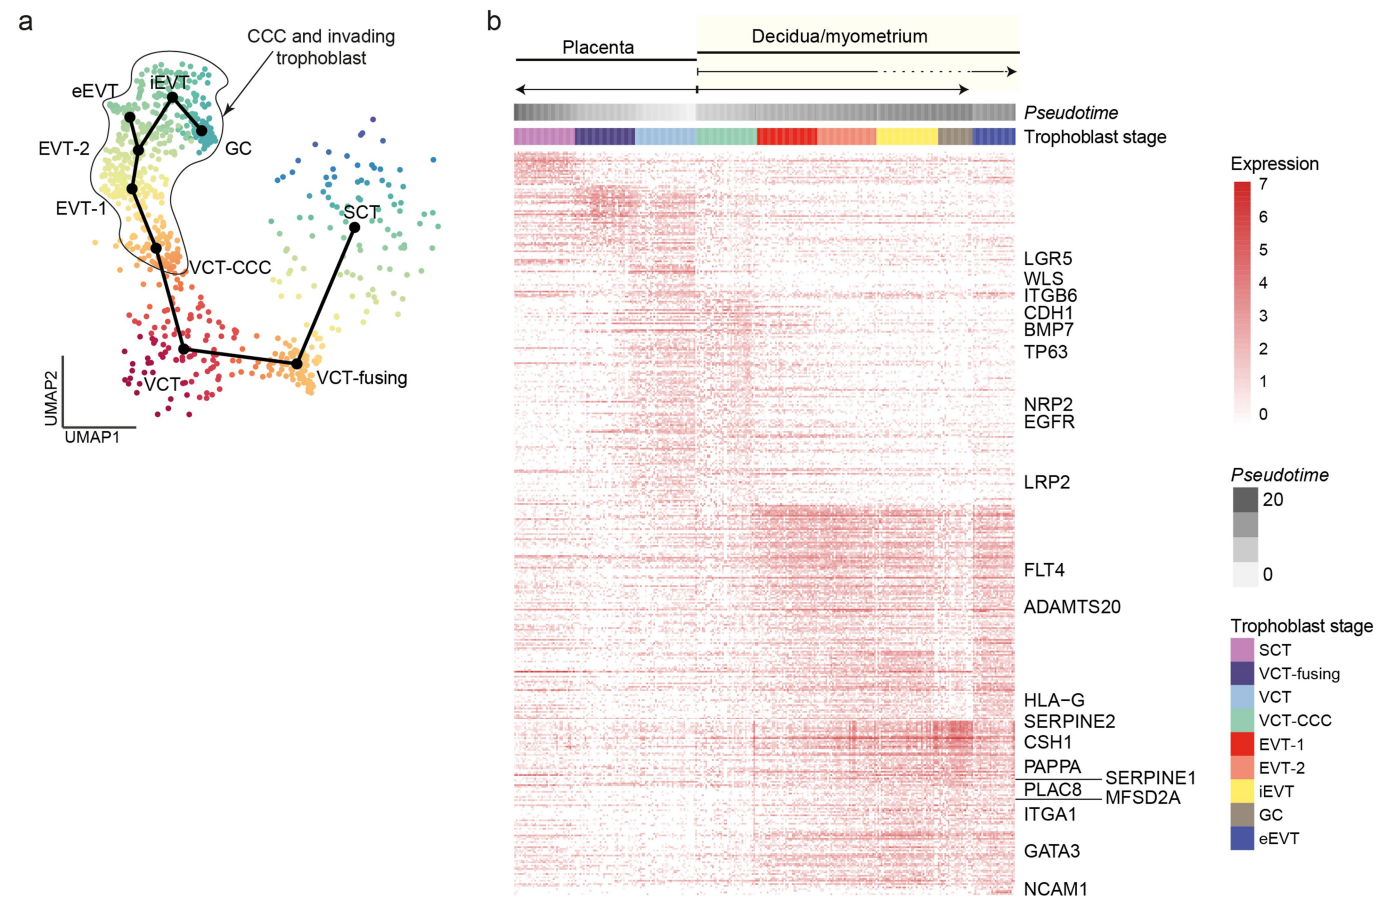 a
CCC and invading
trophoblast
eEVT
iEVT
EVT-2
GC
EVT-1
SCT
VCT-CCC
VCT
VCT-fusing
UMAP2
UMAP1
b
Placenta
Decidua/myometrium
Pseudotime
Trophoblast stage
LGR5
WLS
ITGB6
CDH1
BMP7
TP63
NRP2
EGFR
LRP2
FLT4
ADAMTS20
HLA−G
SERPINE2
CSH1
PAPPA
SERPINE1
PLAC8
MFSD2A
ITGA1
GATA3
NCAM1
Expression
7
6
5
4
3
2
1
0
Pseudotime
20
0
Trophoblast stage
SCT
VCT-fusing
VCT
VCT-CCC
EVT-1
EVT-2
iEVT
GC
eEVT